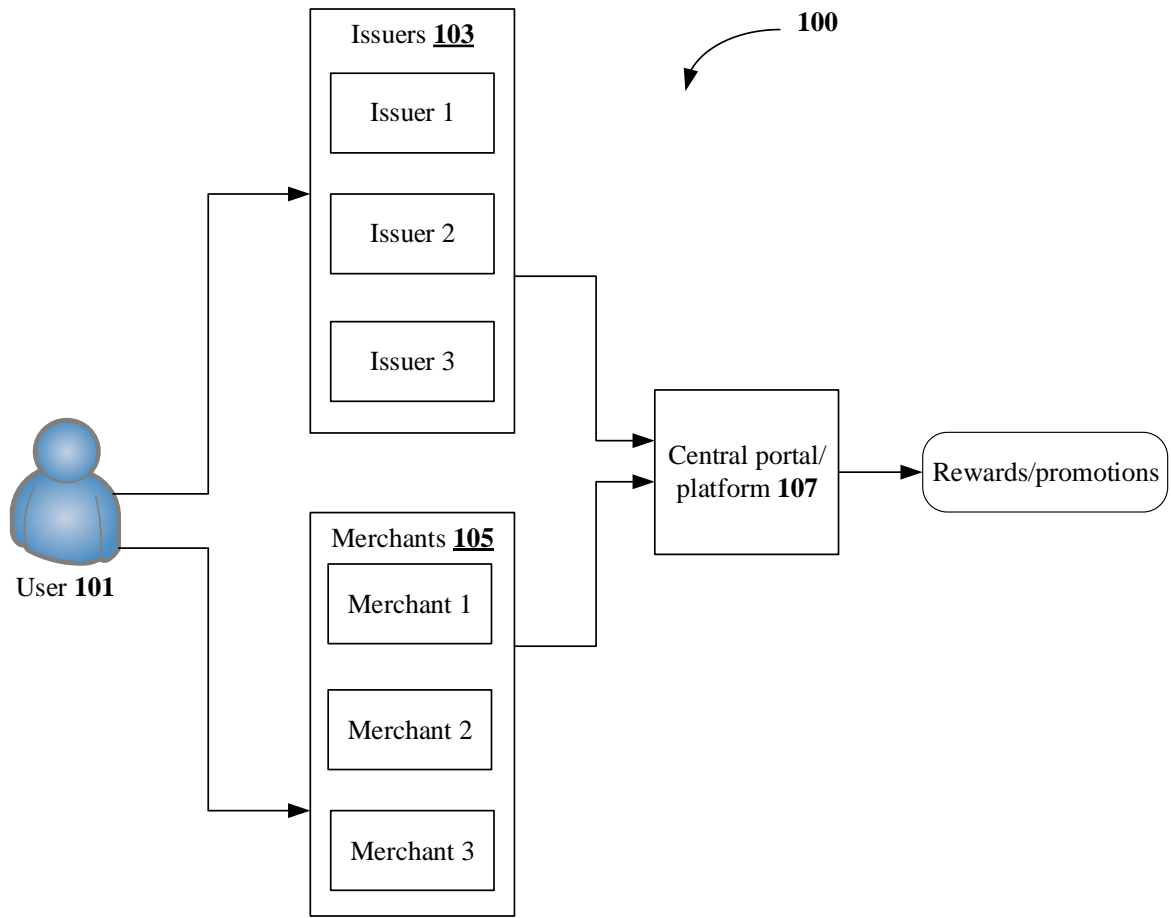 100
Issuers 103
Issuer 1
Issuer 2
Issuer 3
User 101
Merchants 105
Merchant 1
Merchant 2
Merchant 3
Central portal/
platform 107
Rewards/promotions